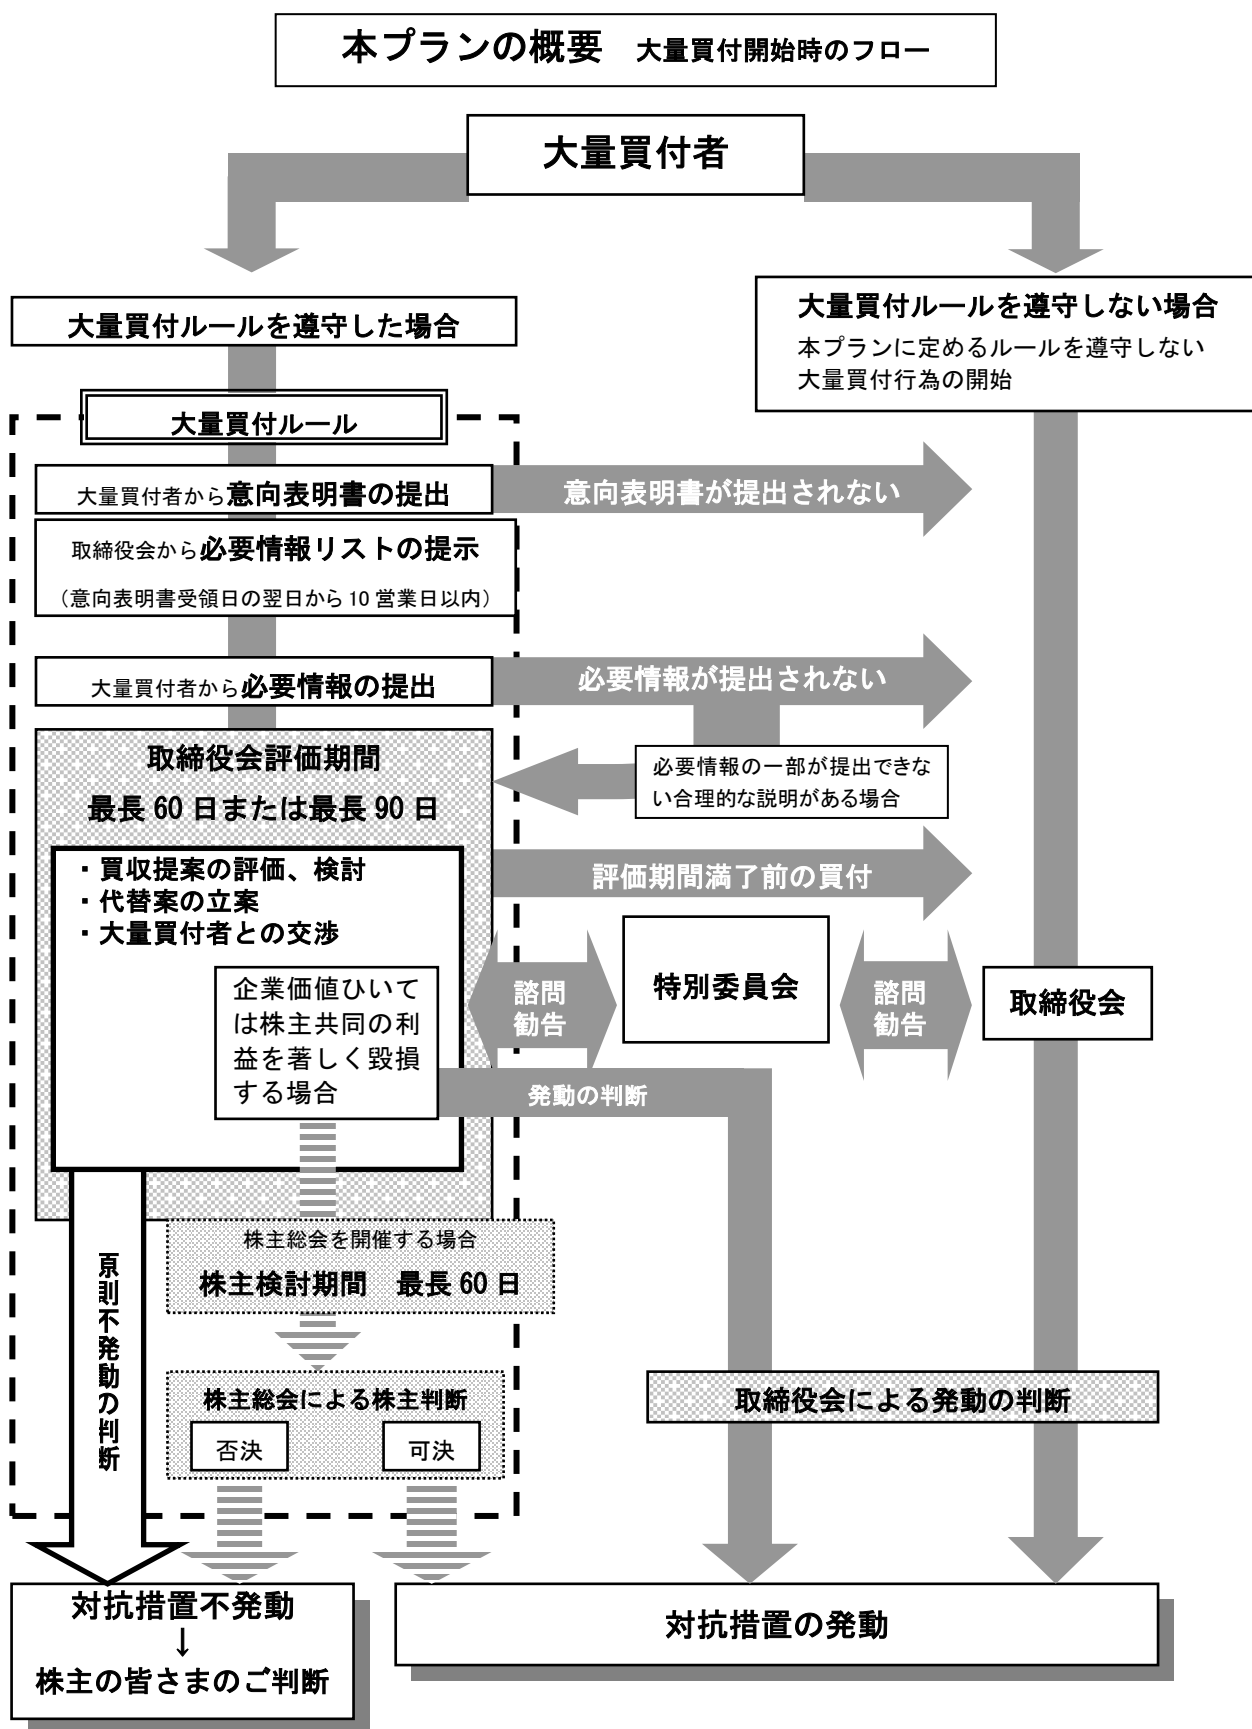 本プランの概要　大量買付開始時のフロー
大量買付者
大量買付ルールを遵守した場合
大量買付ルールを遵守しない場合
本プランに定めるルールを遵守しない
大量買付行為の開始
大量買付ルール
大量買付者から意向表明書の提出
意向表明書が提出されない
取締役会から必要情報リストの提示
（意向表明書受領日の翌日から 10 営業日以内）
大量買付者から必要情報の提出
必要情報が提出されない
取締役会評価期間
最長 60 日または最長 90 日
必要情報の一部が提出できな
い合理的な説明がある場合
・買収提案の評価、検討
・代替案の立案
・大量買付者との交渉
評価期間満了前の買付
企業価値ひいて
は株主共同の利
益を著しく毀損
する場合
諮問
勧告
特別委員会
諮問
勧告
取締役会
発動の判断
株主総会を開催する場合
株主検討期間　最長 60 日
原則不発動の判断
株主総会による株主判断
否決
可決
取締役会による発動の判断
対抗措置不発動
↓
株主の皆さまのご判断
対抗措置の発動